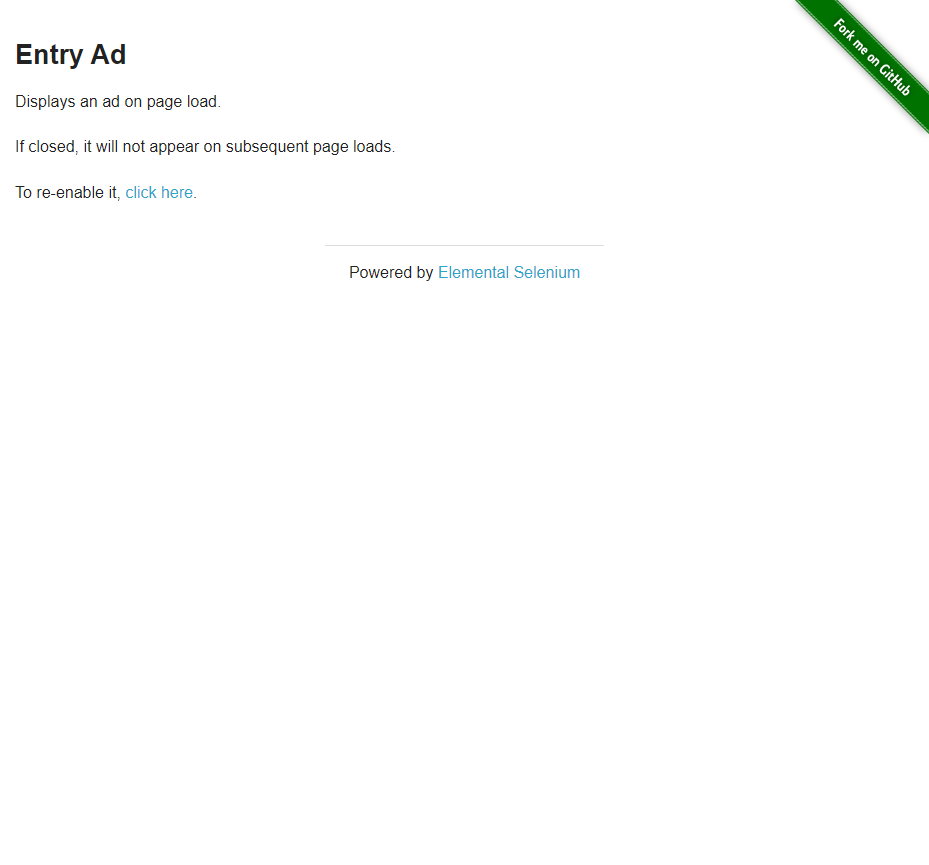 Fork me on GitHub
Entry Ad
Displays an ad on page load.
If closed, it will not appear on subsequent page loads.
To re-enable it, click here.
Powered by Elemental Selenium